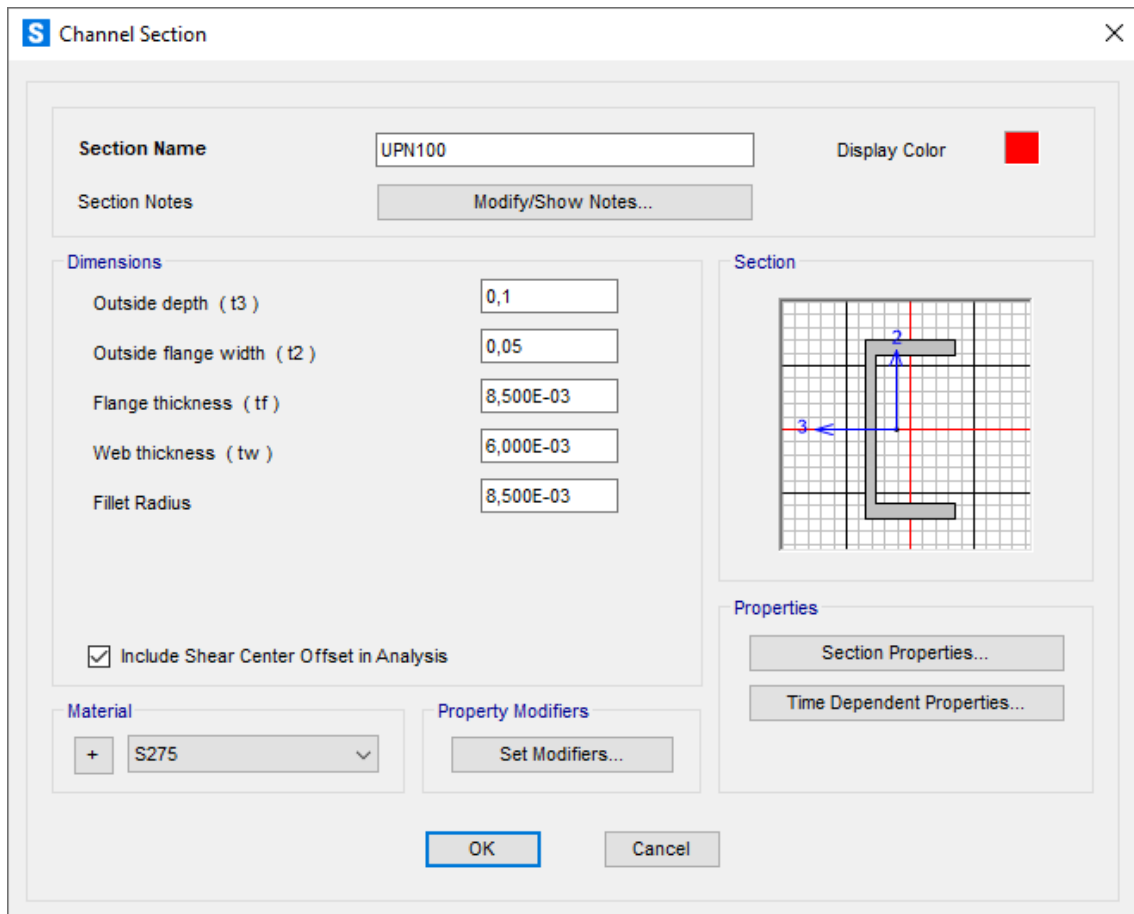 S Channel Section
Section Name UPN100 Display Color
Section Notes Modify/Show Notes...
Dimensions
Outside depth ( t3 ) 0,1
Outside flange width ( t2 ) 0,05
Flange thickness ( tf ) 8,500E-03
Web thickness ( tw ) 6,000E-03
Fillet Radius 8,500E-03
Include Shear Center Offset in Analysis
Section
2
3
Properties
Section Properties...
Time Dependent Properties...
Material
+ S275
Property Modifiers
Set Modifiers...
OK Cancel